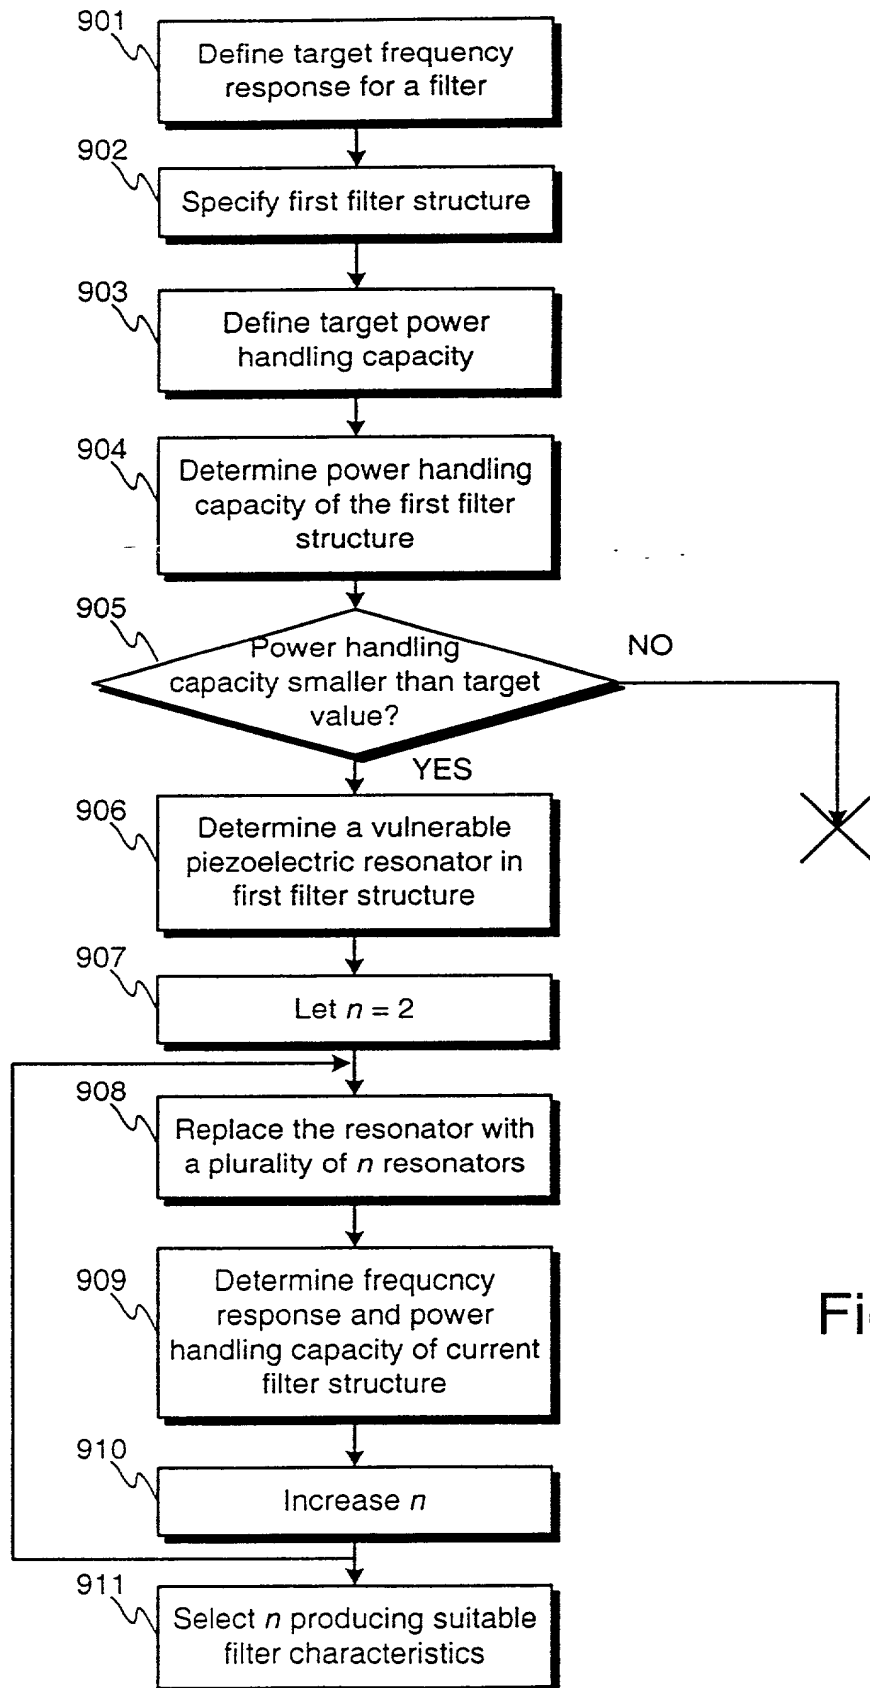 901
Define target frequency
response for a filter
902
Specify first filter structure
903
Define target power
handling capacity
904
Determine power handling
capacity of the first filter
structure
905
Power handling
capacity smaller than target
value?
NO
YES
906
Determine a vulnerable
piezoelectric resonator in
first filter structure
907
Let n = 2
908
Replace the resonator with
a plurality of n resonators
909
Determine frequcncy
response and power
handling capacity of current
filter structure
Fi
910
Increase n
911
Select n producing suitable
filter characteristics